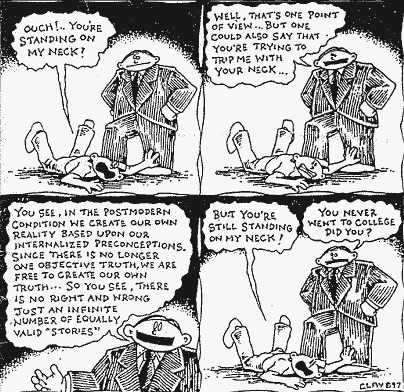 OUCH!.. YOU'RE
STANDING ON
MY NECK!
WELL, THAT'S ONE POINT
OF VIEW... BUT ONE
COULD ALSO SAY THAT
YOU'RE TRYING TO
TRIP ME WITH
YOUR NECK...
YOU SEE, IN THE POSTMODERN
CONDITION WE CREATE OUR OWN
REALITY BASED UPON OUR
INTERNALIZED PRECONCEPTIONS.
SINCE THERE IS NO LONGER
ONE OBJECTIVE TRUTH, WE ARE
FREE TO CREATE OUR OWN
TRUTH... SO YOU SEE, THERE
IS NO RIGHT AND WRONG
JUST AN INFINITE
NUMBER OF EQUALLY
VALID "STORIES"
BUT YOU'RE
STILL STANDING
ON MY NECK!
YOU NEVER
WENT TO COLLEGE
DID YOU?
CLAY B97